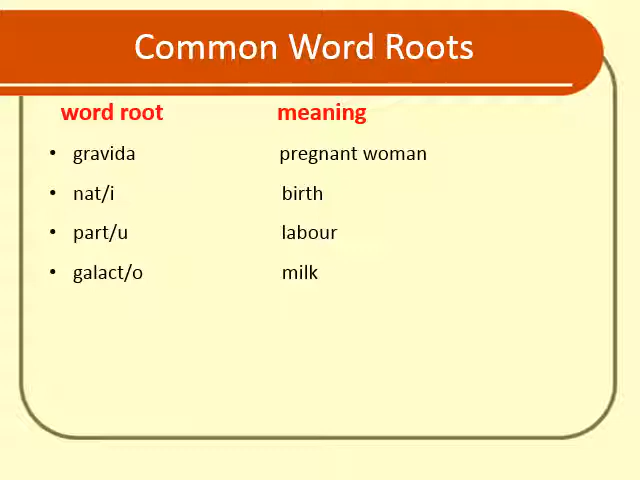 Common Word Roots
word root meaning
• gravida pregnant woman
• nat/i birth
• part/u labour
• galact/o milk